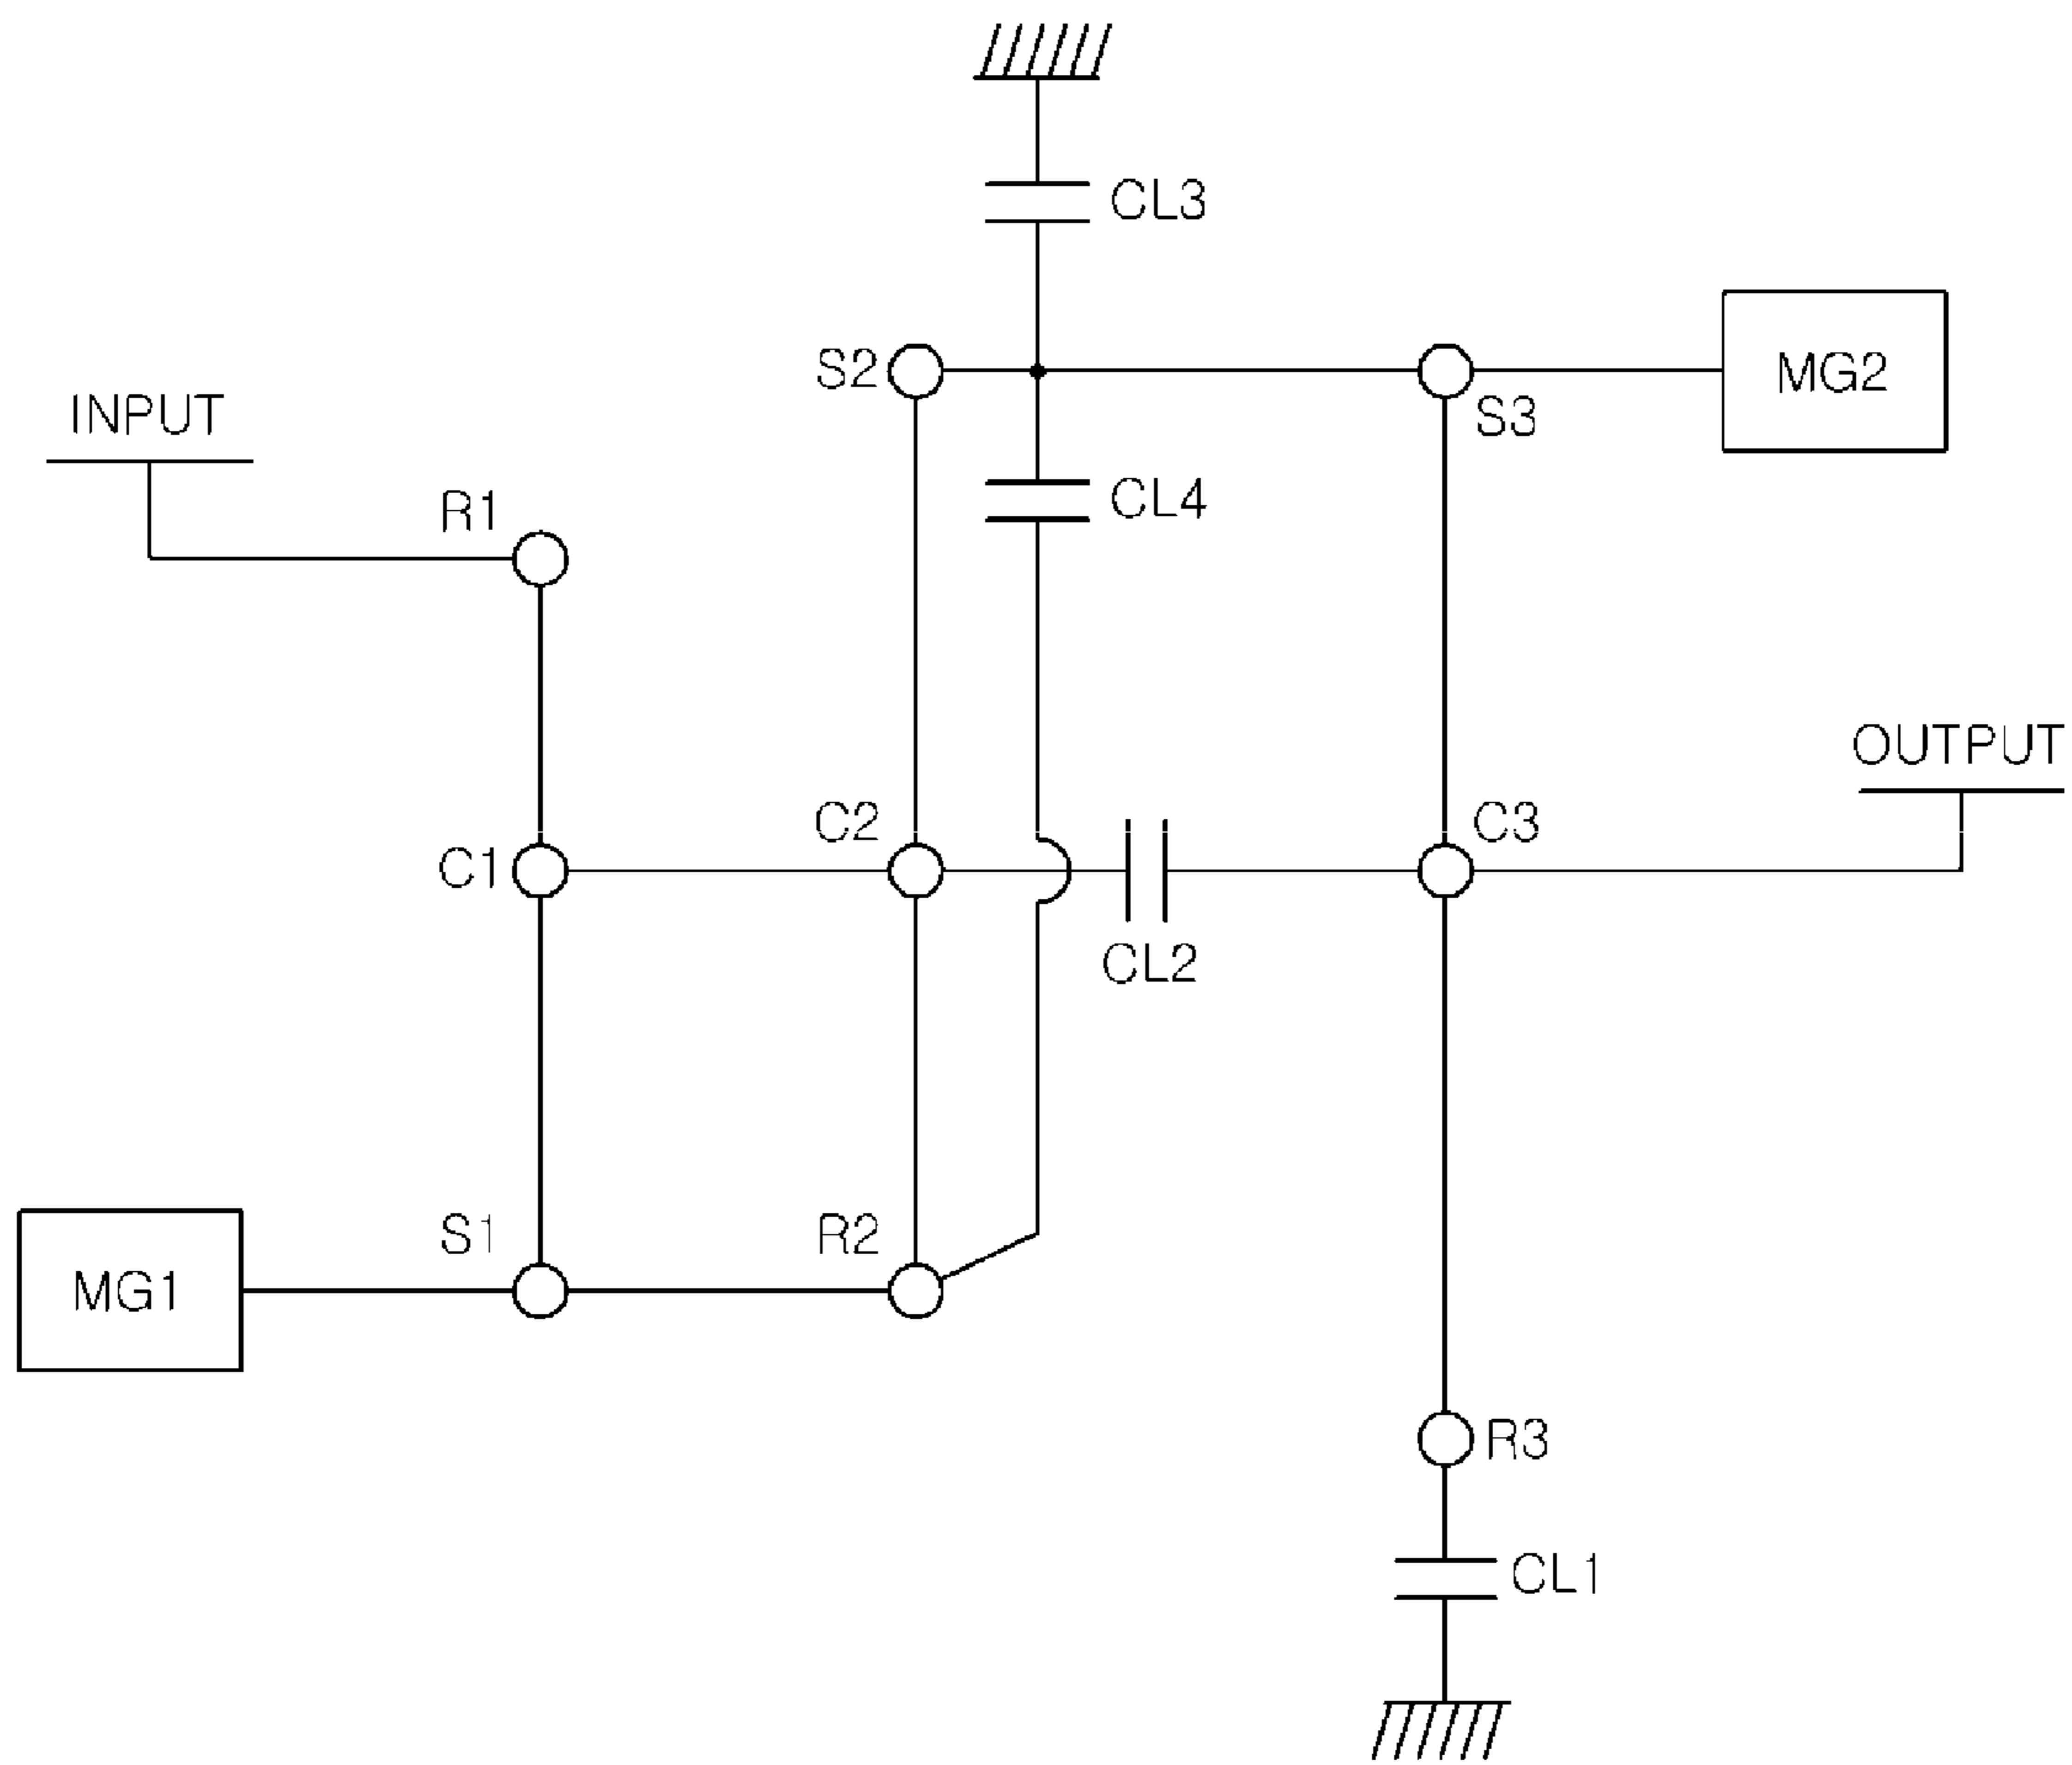 CL3
S2
MG2
INPUT
S3
R1
CL4
OUTPUT
C2
C3
C1
CL2
S1
R2
MG1
R3
CL1